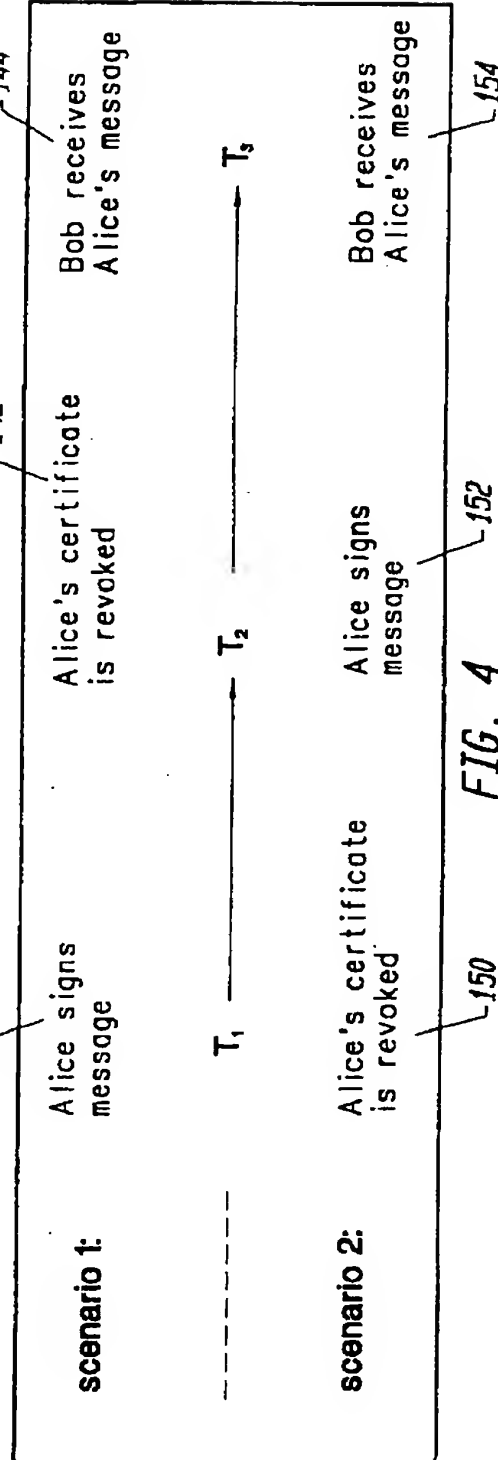 scenario 1:
Alice signs
message
Alice's certificate
is revoked
Bob receives
Alice's message
T₁
T₂
T₃
scenario 2:
Alice's certificate
is revoked
Alice signs
message
Bob receives
Alice's message
150
152
154
FIG. 4